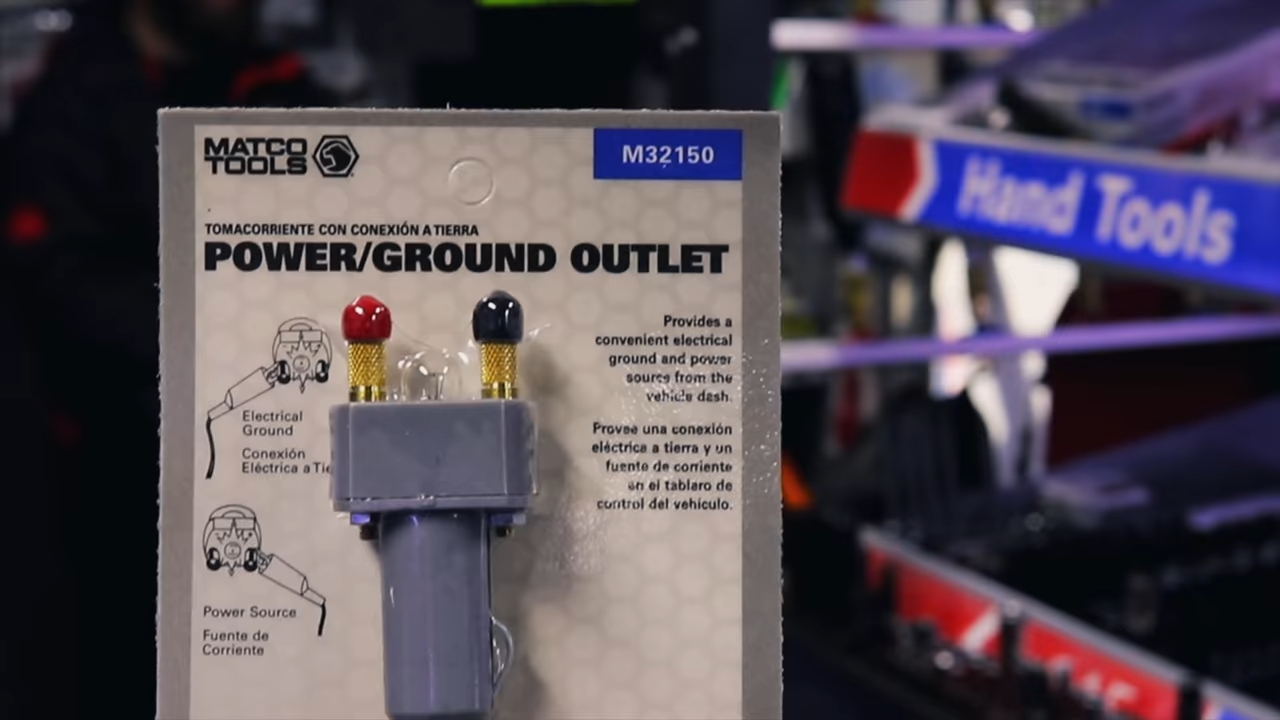 MATCO
TOOLS
M32150
TOMACORRIENTE CON CONEXIÓN A TIERRA
POWER/GROUND OUTLET
Provides a
convenient electrical
ground and power
source from the
vehicle dash.
Provee una conexión
eléctrica a tierra y un
fuente de corriente
en el tablero de
control del vehículo.
Electrical
Ground
Conexión
Eléctrica a Tie
Power Source
Fuente de
Corriente
Hand Tools